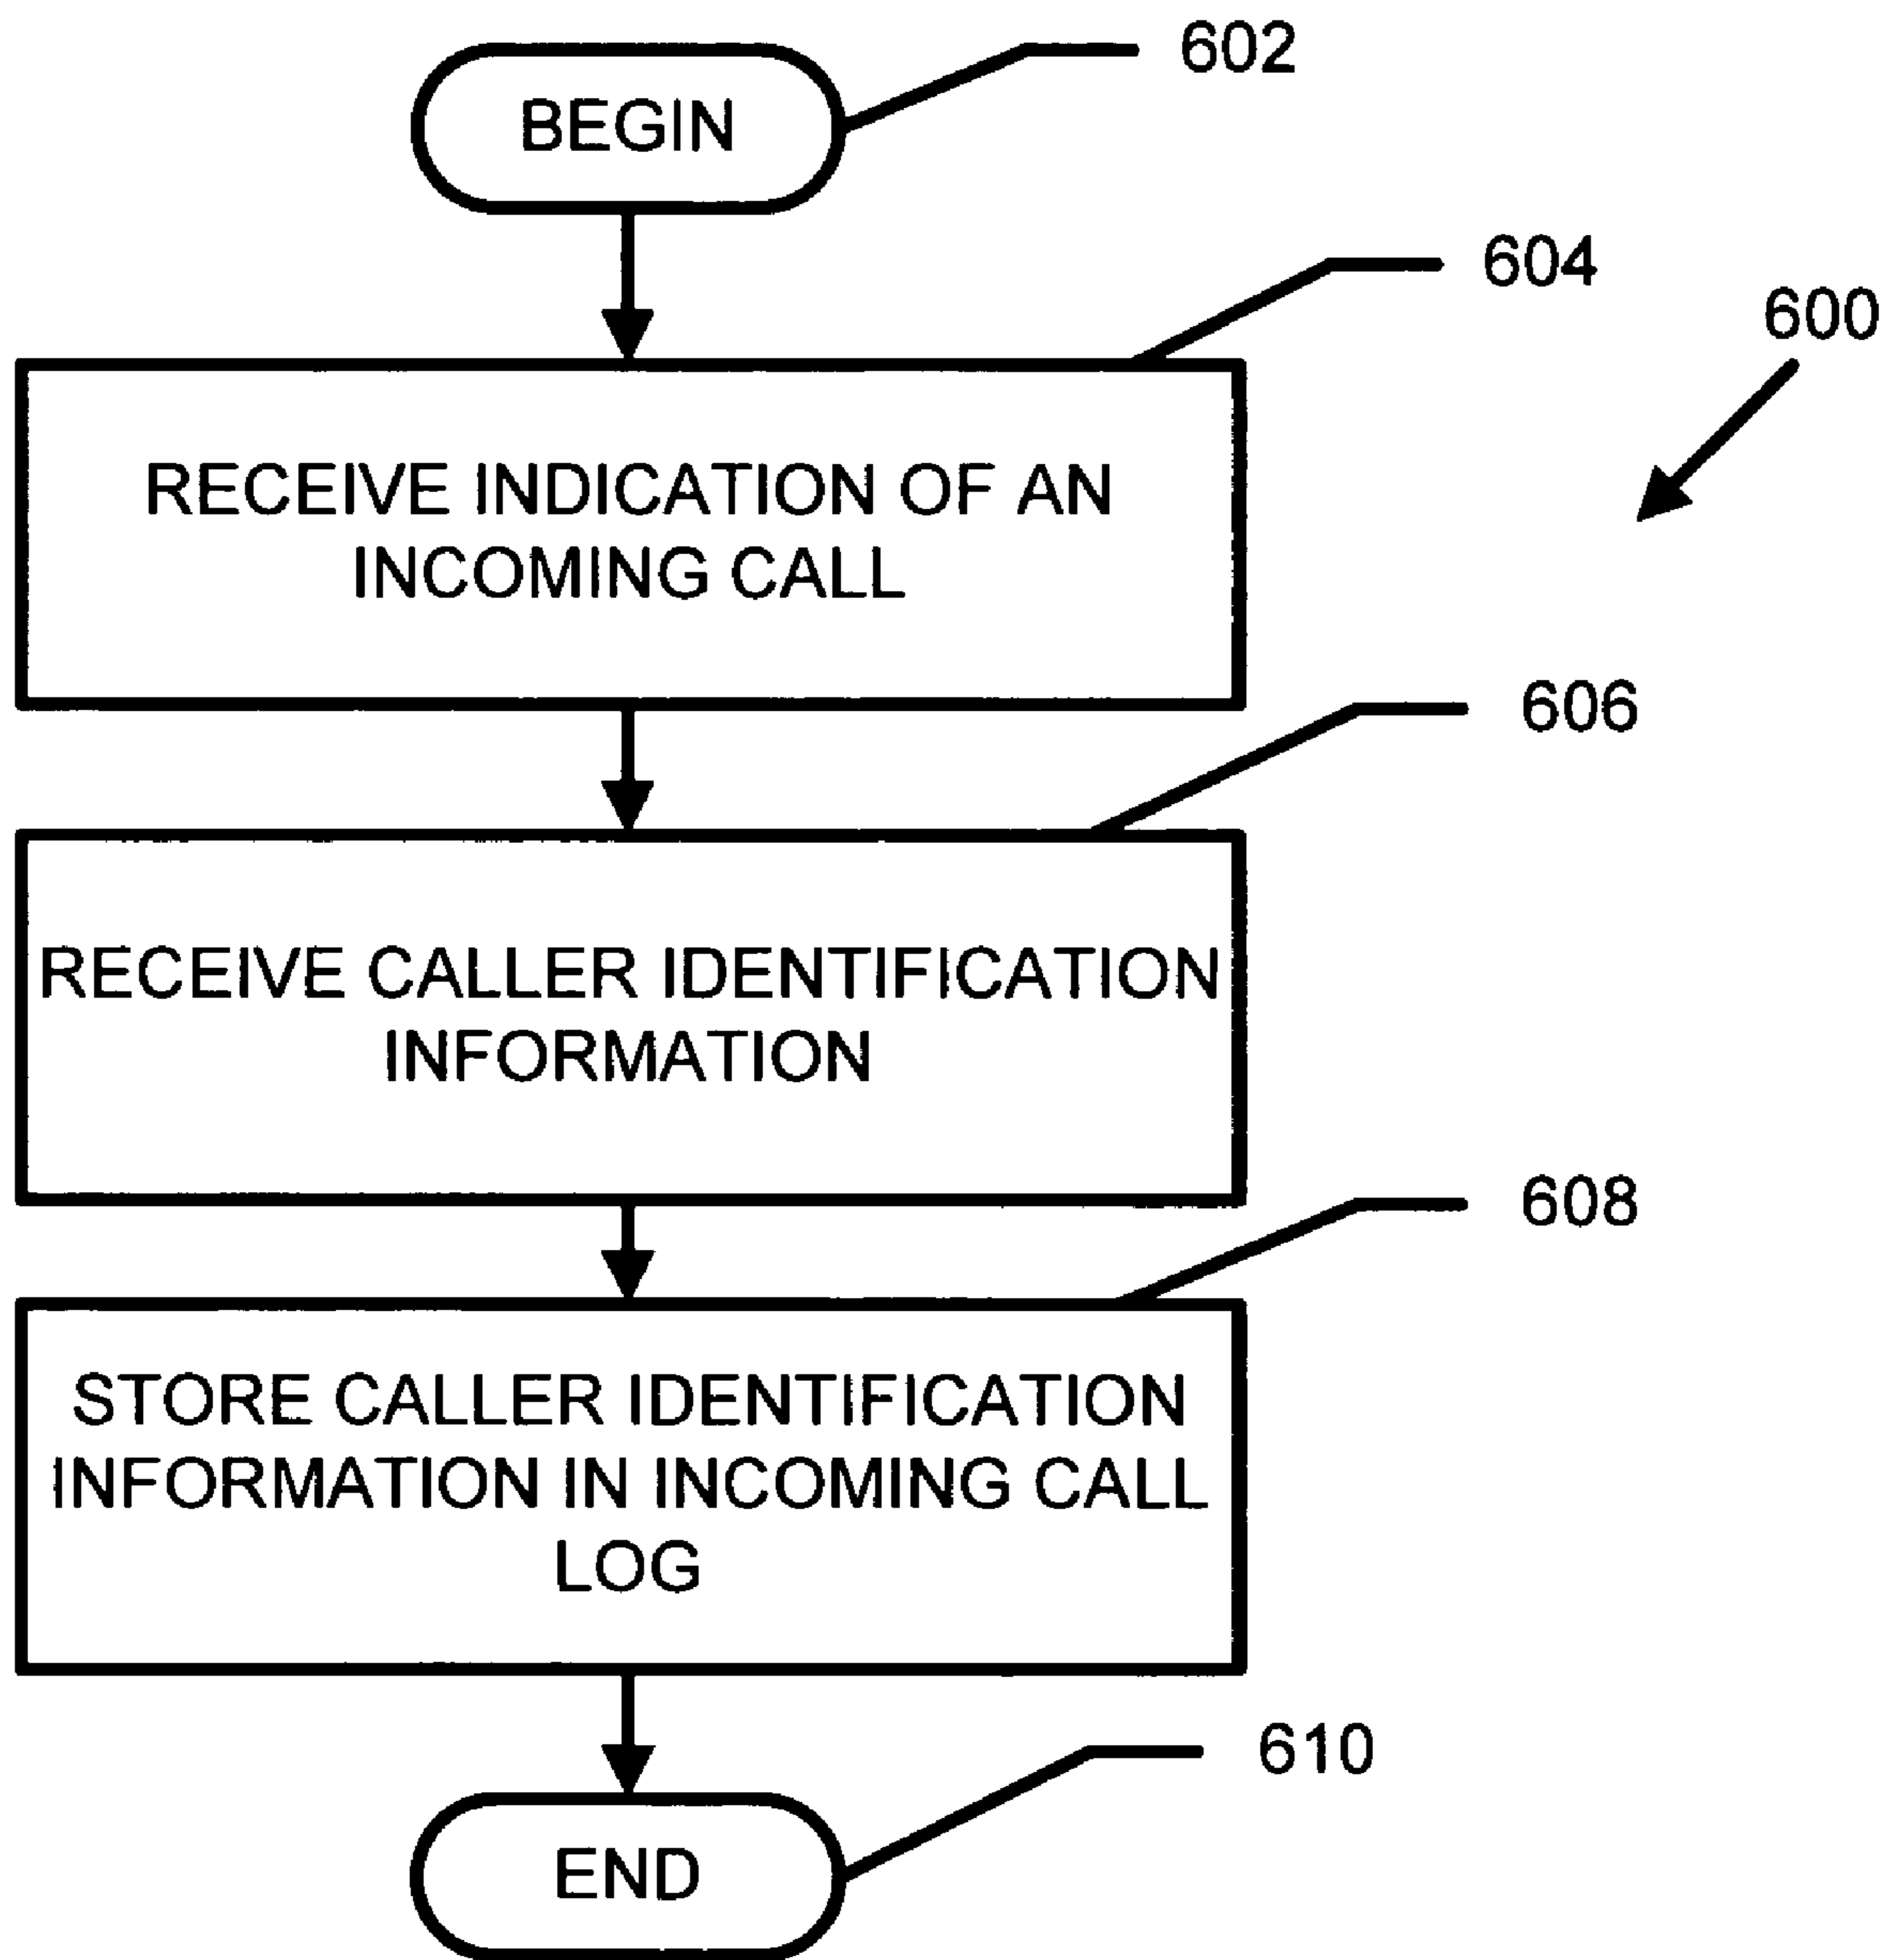 602
BEGIN
604
600
RECEIVE INDICATION OF AN
INCOMING CALL
606
RECEIVE CALLER IDENTIFICATION
INFORMATION
608
STORE CALLER IDENTIFICATION
INFORMATION IN INCOMING CALL
LOG
610
END